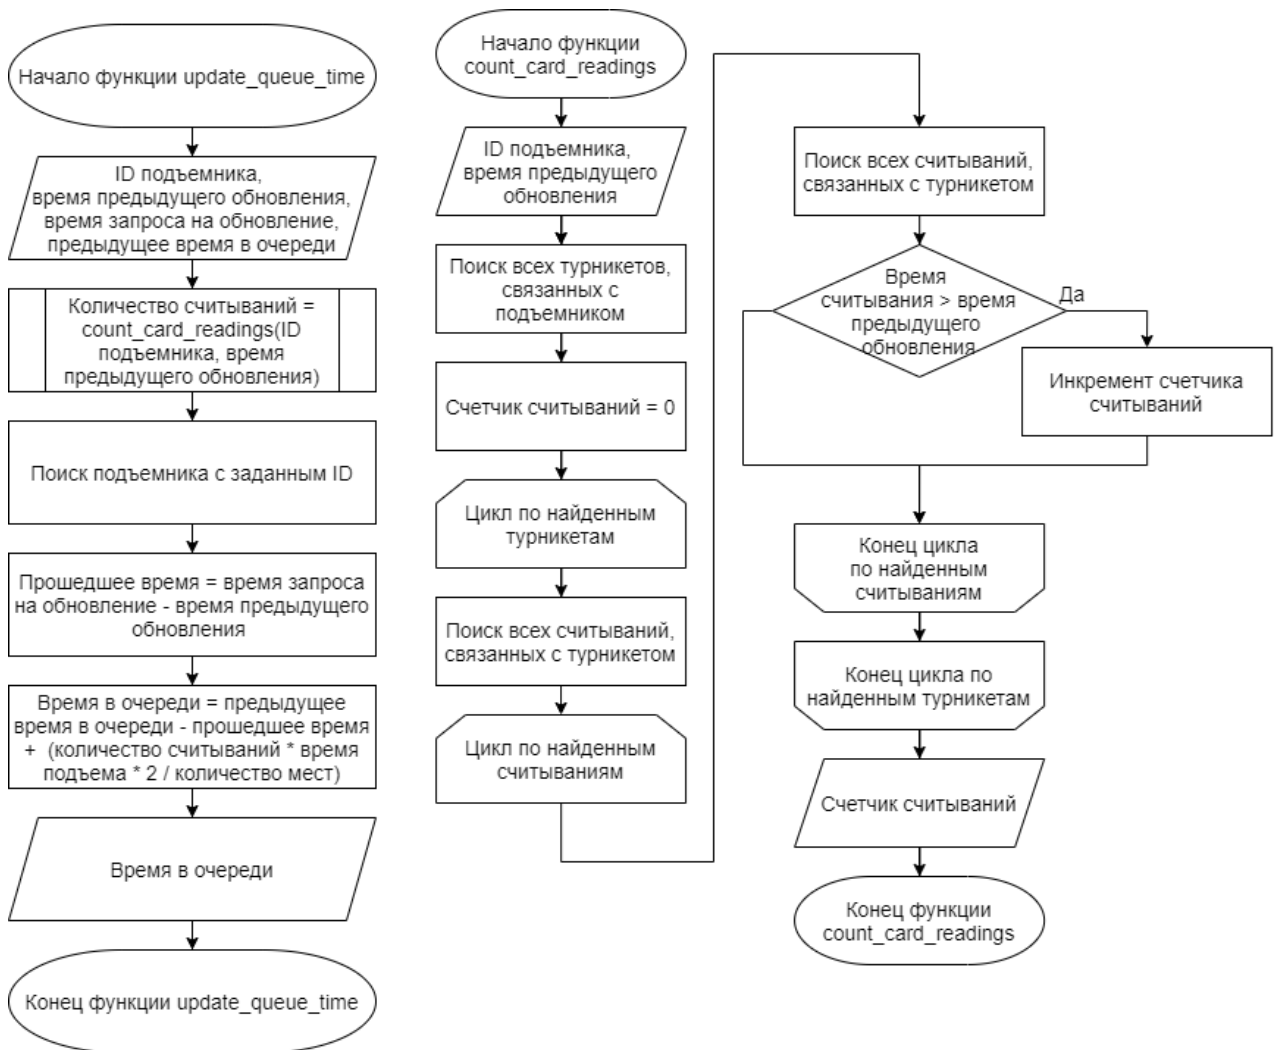 Начало функции update_queue_time
ID подъемника,
время предыдущего обновления,
время запроса на обновление,
предыдущее время в очереди
Количество считываний =
count_card_readings(ID
подъемника, время
предыдущего обновления)
Поиск подъемника с заданным ID
Прошедшее время = время запроса
на обновление - время предыдущего
обновления
Время в очереди = предыдущее
время в очереди - прошедшее время
+ (количество считываний * время
подъема * 2 / количество мест)
Время в очереди
Конец функции update_queue_time
Начало функции
count_card_readings
ID подъемника,
время предыдущего
обновления
Поиск всех турникетов,
связанных с
подъемником
Счетчик считываний = 0
Цикл по найденным
турникетам
Поиск всех считываний,
связанных с турникетом
Цикл по найденным
считываниям
Поиск всех считываний,
связанных с турникетом
Время
считывания > время
предыдущего
обновления
Да
Инкремент счетчика
считываний
Конец цикла
по найденным
считываниям
Конец цикла по
найденным турникетам
Счетчик считываний
Конец функции
count_card_readings